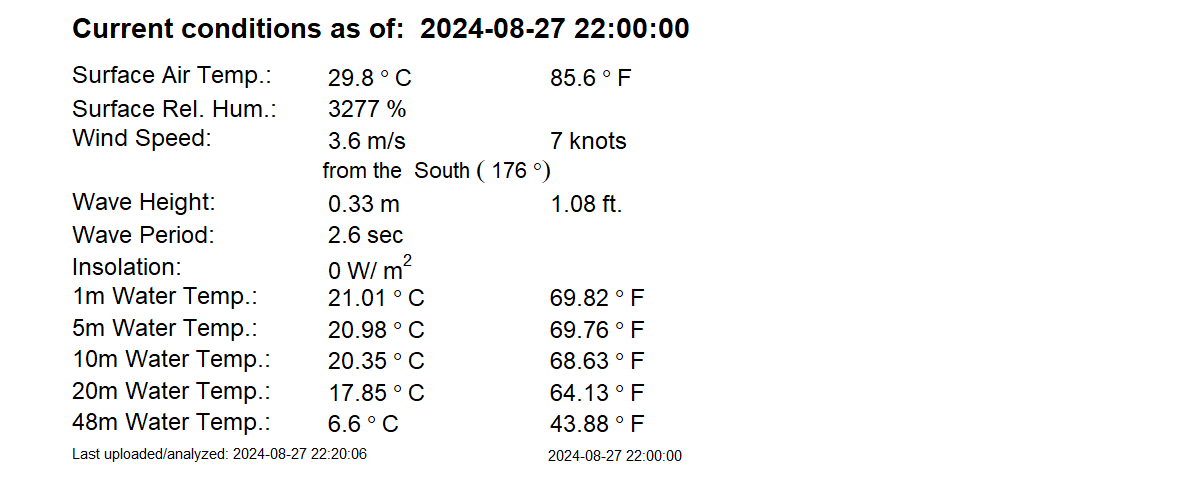 Current conditions as of: 2024-08-27 22:00:00
Surface Air Temp.: 29.8 ° C 85.6 ° F
Surface Rel. Hum.: 3277 %
Wind Speed: 3.6 m/s 7 knots
from the South ( 176 °)
Wave Height: 0.33 m 1.08 ft.
Wave Period: 2.6 sec
Insolation: 0 W/ m²
1m Water Temp.: 21.01 ° C 69.82 ° F
5m Water Temp.: 20.98 ° C 69.76 ° F
10m Water Temp.: 20.35 ° C 68.63 ° F
20m Water Temp.: 17.85 ° C 64.13 ° F
48m Water Temp.: 6.6 ° C 43.88 ° F
Last uploaded/analyzed: 2024-08-27 22:20:06 2024-08-27 22:00:00